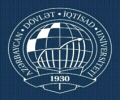 AZƏRBAYCAN DÖVLƏT İQTİSAD UNİVERSİTETİ
1930